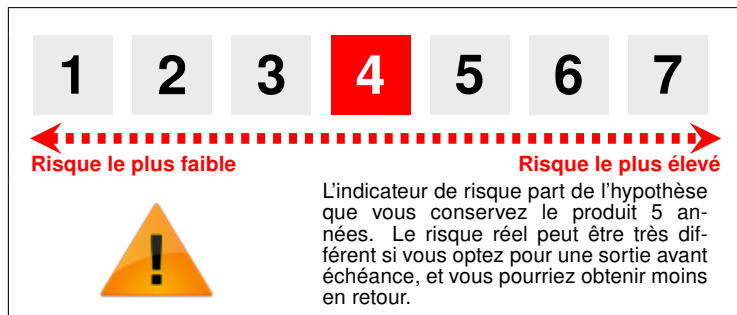 1 2 3 4 5 6 7
Risque le plus faible Risque le plus élevé
L'indicateur de risque part de l'hypothèse
que vous conservez le produit 5 an-
nées. Le risque réel peut être très dif-
férent si vous optez pour une sortie avant
échéance, et vous pourriez obtenir moins
en retour.